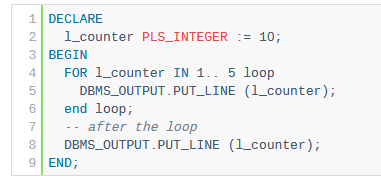 1 DECLARE
2   l_counter PLS_INTEGER := 10;
3 BEGIN
4   FOR l_counter IN 1.. 5 loop
5     DBMS_OUTPUT.PUT_LINE (l_counter);
6   end loop;
7   -- after the loop
8   DBMS_OUTPUT.PUT_LINE (l_counter);
9 END;